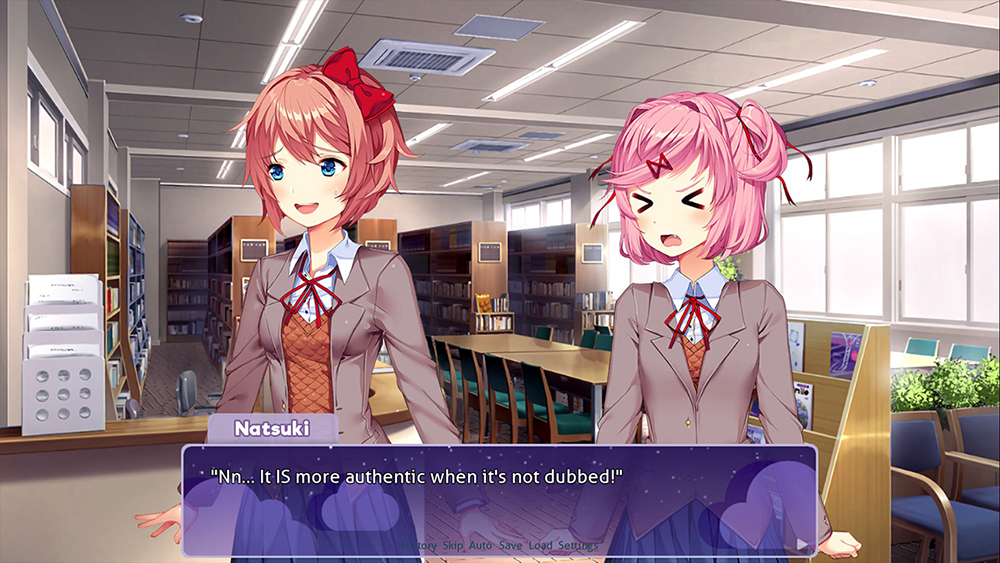 Natsuki
"Nn... It IS more authentic when it's not dubbed!"
History Skip Auto Save Load Settings